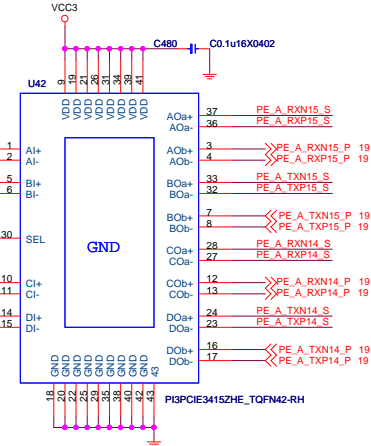 VCC3
C480 C0.1u16X0402
U42
9 19 21 26 31 34 39 41
VDD VDD VDD VDD VDD VDD VDD VDD
AOa+ 37 PE_A_RXN15_S
AOa- 36 PE_A_RXP15_S
1 AI+ AOb+ 3 PE_A_RXN15_P 19
2 AI- AOb- 4 PE_A_RXP15_P 19
5 BI+ BOa+ 33 PE_A_TXN15_S
6 BI- BOa- 32 PE_A_TXP15_S
BOb+ 7 PE_A_TXN15_P 19
BOb- 8 PE_A_TXP15_P 19
30 SEL
GND
COa+ 28 PE_A_RXN14_S
COa- 27 PE_A_RXP14_S
10 CI+ COb+ 12 PE_A_RXN14_P 19
11 CI- COb- 13 PE_A_RXP14_P 19
14 DI+ DOa+ 24 PE_A_TXN14_S
15 DI- DOa- 23 PE_A_TXP14_S
DOb+ 16 PE_A_TXN14_P 19
DOb- 17 PE_A_TXP14_P 19
GND GND GND GND GND GND GND GND GND 43
18 20 22 25 29 35 38 40 42 43
PI3PCIE3415ZHE_TQFN42-RH